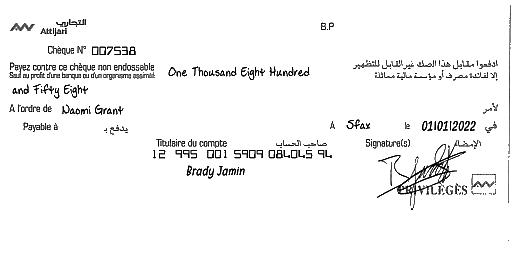 التجاري
Attijari
B.P
Chèque N° 007538
Payez contre ce chèque non endossable
Sauf au profit d'une banque ou d'un organisme assimilé
One Thousand Eight Hundred
ادفعوا مقابل هذا الصك غير القابل للتظهير
إلا لفائدة مصرف أو مؤسسة مالية مماثلة
and Fifty Eight
A l'ordre de Naomi Grant لأمر
Payable à يدفع بـ A Sfax le 01/01/2022 في
Titulaire du compte صاحب الحساب Signature(s) الإمضاء
12 995 001 5909 084045 94
Brady Jamin
PRIVILÈGES